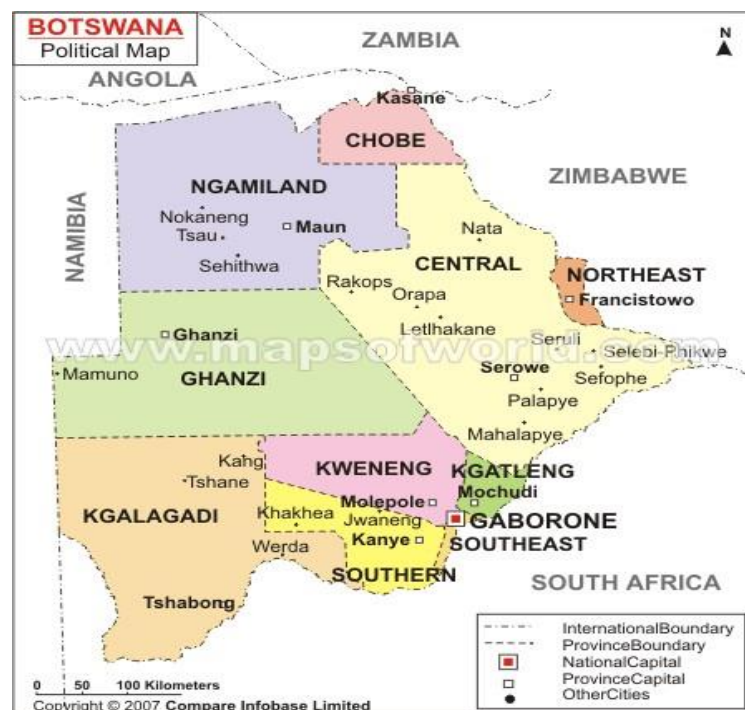 BOTSWANA
Political Map
ZAMBIA
N
ANGOLA
Kasane
CHOBE
ZIMBABWE
NGAMILAND
NAMIBIA
Nokaneng
Maun
Nata
Tsau
Sehithwa
CENTRAL
NORTHEAST
Rakops
Orapa
Francistowo
Letlhakane
Ghanzi
www.mapsofworld.com
Seruli
Selebi-Phikwe
Mamuno
GHANZI
Serowe
Sefophe
Palapye
Mahalapye
Kang
KWENENG
KGATLENG
Tshane
Molepole
Mochudi
KGALAGADI
Khakhea
Jwaneng
GABORONE
Kanye
SOUTHEAST
Werda
SOUTHERN
SOUTH AFRICA
Tshabong
InternationalBoundary
ProvinceBoundary
NationalCapital
ProvinceCapital
OtherCities
0 50 100 Kilometers
Copyright © 2007 Compare Infobase Limited